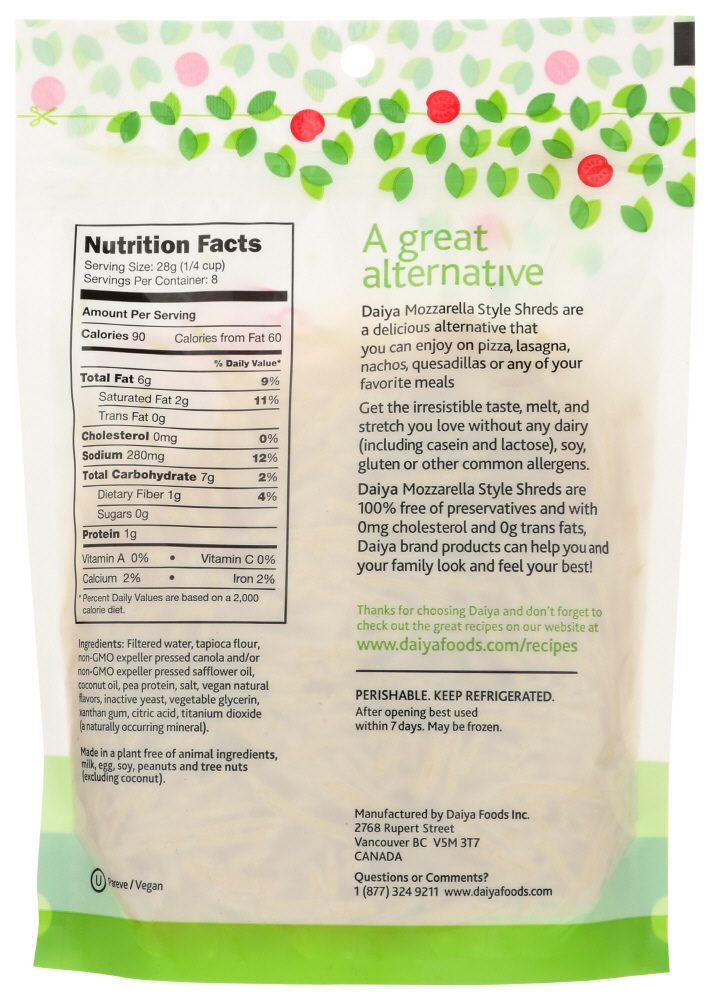 Nutrition Facts
Serving Size: 28g (1/4 cup)
Servings Per Container: 8
Amount Per Serving
Calories 90 Calories from Fat 60
% Daily Value*
Total Fat 6g 9%
Saturated Fat 2g 11%
Trans Fat 0g
Cholesterol 0mg 0%
Sodium 280mg 12%
Total Carbohydrate 7g 2%
Dietary Fiber 1g 4%
Sugars 0g
Protein 1g
Vitamin A 0% • Vitamin C 0%
Calcium 2% • Iron 2%
*Percent Daily Values are based on a 2,000
calorie diet.
Ingredients: Filtered water, tapioca flour,
non-GMO expeller pressed canola and/or
non-GMO expeller pressed safflower oil,
coconut oil, pea protein, salt, vegan natural
flavors, inactive yeast, vegetable glycerin,
xanthan gum, citric acid, titanium dioxide
(a naturally occurring mineral).
Made in a plant free of animal ingredients,
milk, egg, soy, peanuts and tree nuts
(excluding coconut).
U Pareve / Vegan
A great
alternative
Daiya Mozzarella Style Shreds are
a delicious alternative that
you can enjoy on pizza, lasagna,
nachos, quesadillas or any of your
favorite meals
Get the irresistible taste, melt, and
stretch you love without any dairy
(including casein and lactose), soy,
gluten or other common allergens.
Daiya Mozzarella Style Shreds are
100% free of preservatives and with
0mg cholesterol and 0g trans fats,
Daiya brand products can help you and
your family look and feel your best!
Thanks for choosing Daiya and don't forget to
check out the great recipes on our website at
www.daiyafoods.com/recipes
PERISHABLE. KEEP REFRIGERATED.
After opening best used
within 7 days. May be frozen.
Manufactured by Daiya Foods Inc.
2768 Rupert Street
Vancouver BC V5M 3T7
CANADA
Questions or Comments?
1 (877) 324 9211 www.daiyafoods.com